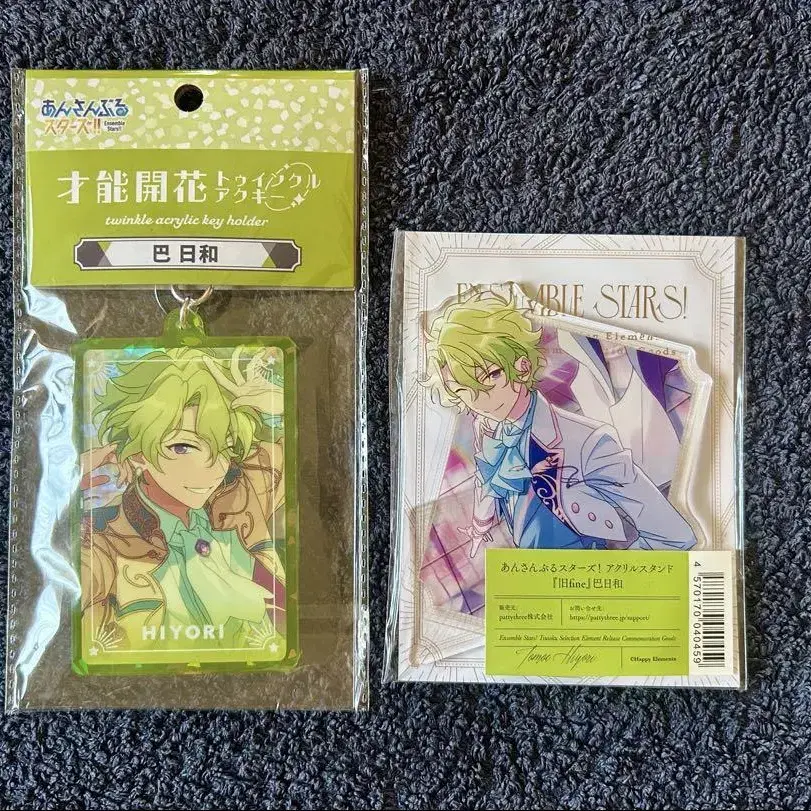 あんさんぶる
スターズ!!
Ensemble
Stars!!
才能開花
トゥインクル
アクキー
twinkle acrylic key holder
巴 日和
HIYORI
ENSEMBLE STARS!
Elemen
あんさんぶるスターズ! アクリルスタンド
『旧fine』巴日和
販売元:
pattythree株式会社
お問い合せ先:
https://pattythree.jp/support/
Ensemble Stars! Tinsaku Selection Element Release Commemoration Goods
Tomoe Hiyori
©Happy Elements
4 570170 040459